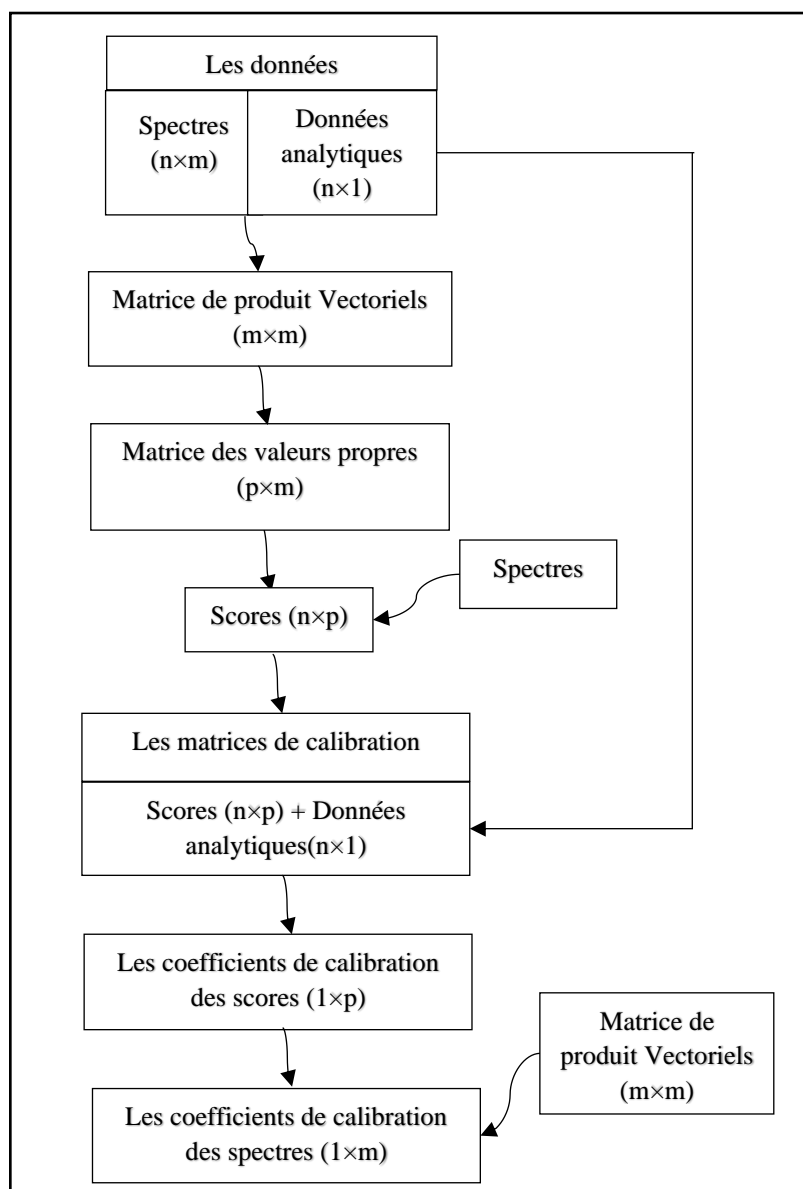 Les données
Spectres
(n×m)
Données
analytiques
(n×1)
Matrice de produit Vectoriels
(m×m)
Matrice des valeurs propres
(p×m)
Spectres
Scores (n×p)
Les matrices de calibration
Scores (n×p) + Données
analytiques(n×1)
Les coefficients de calibration
des scores (1×p)
Matrice de
produit Vectoriels
(m×m)
Les coefficients de calibration
des spectres (1×m)